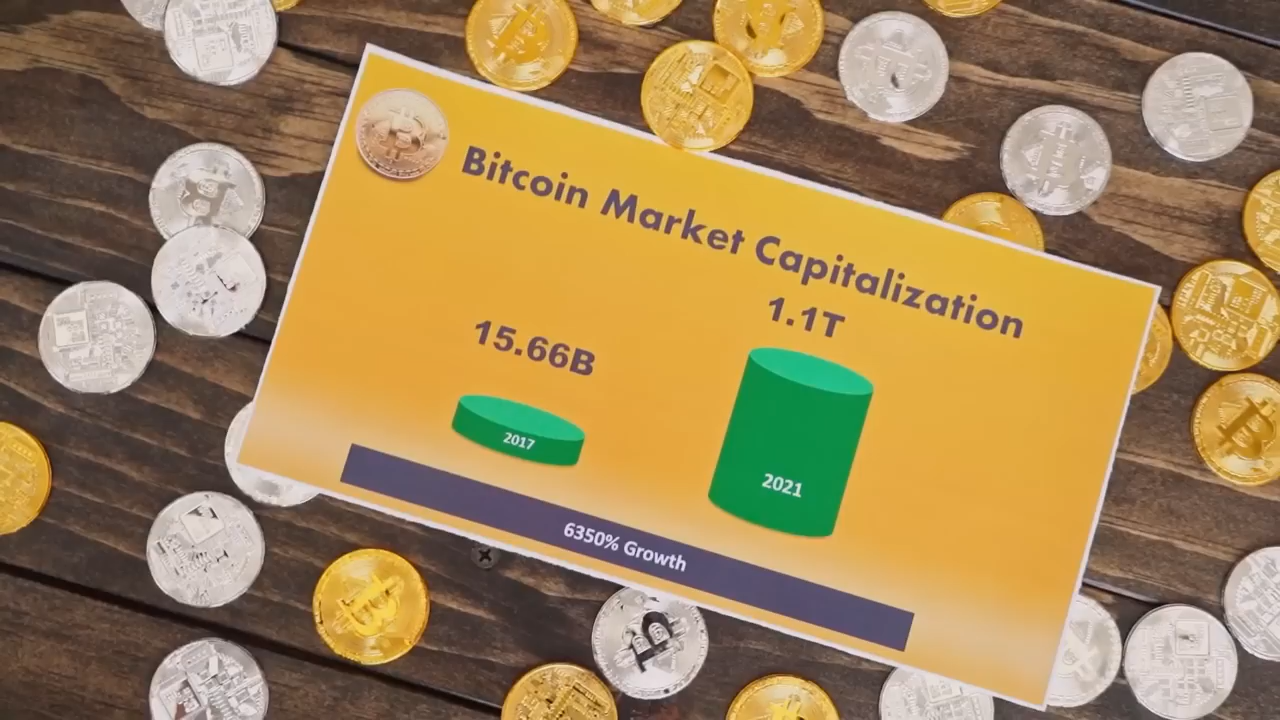 Bitcoin Market Capitalization
15.66B
1.1T
2017
2021
6350% Growth